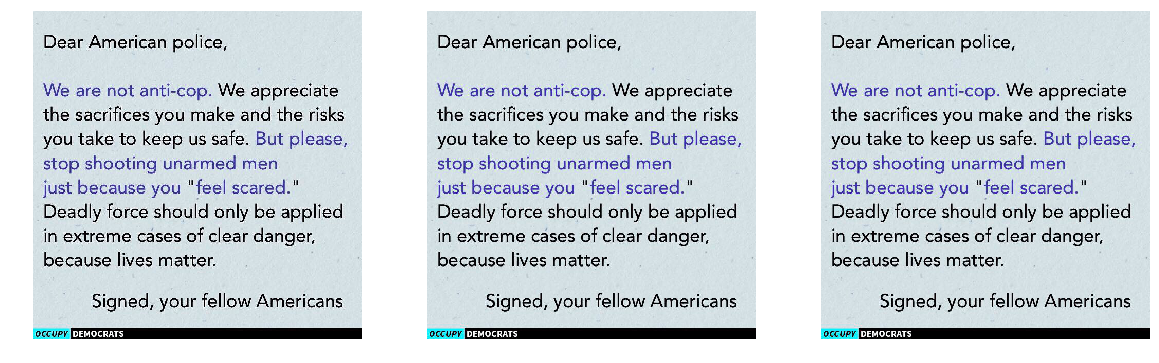 Dear American police,
We are not anti-cop. We appreciate
the sacrifices you make and the risks
you take to keep us safe. But please,
stop shooting unarmed men
just because you "feel scared."
Deadly force should only be applied
in extreme cases of clear danger,
because lives matter.
Signed, your fellow Americans
OCCUPY DEMOCRATS
Dear American police,
We are not anti-cop. We appreciate
the sacrifices you make and the risks
you take to keep us safe. But please,
stop shooting unarmed men
just because you "feel scared."
Deadly force should only be applied
in extreme cases of clear danger,
because lives matter.
Signed, your fellow Americans
OCCUPY DEMOCRATS
Dear American police,
We are not anti-cop. We appreciate
the sacrifices you make and the risks
you take to keep us safe. But please,
stop shooting unarmed men
just because you "feel scared."
Deadly force should only be applied
in extreme cases of clear danger,
because lives matter.
Signed, your fellow Americans
OCCUPY DEMOCRATS